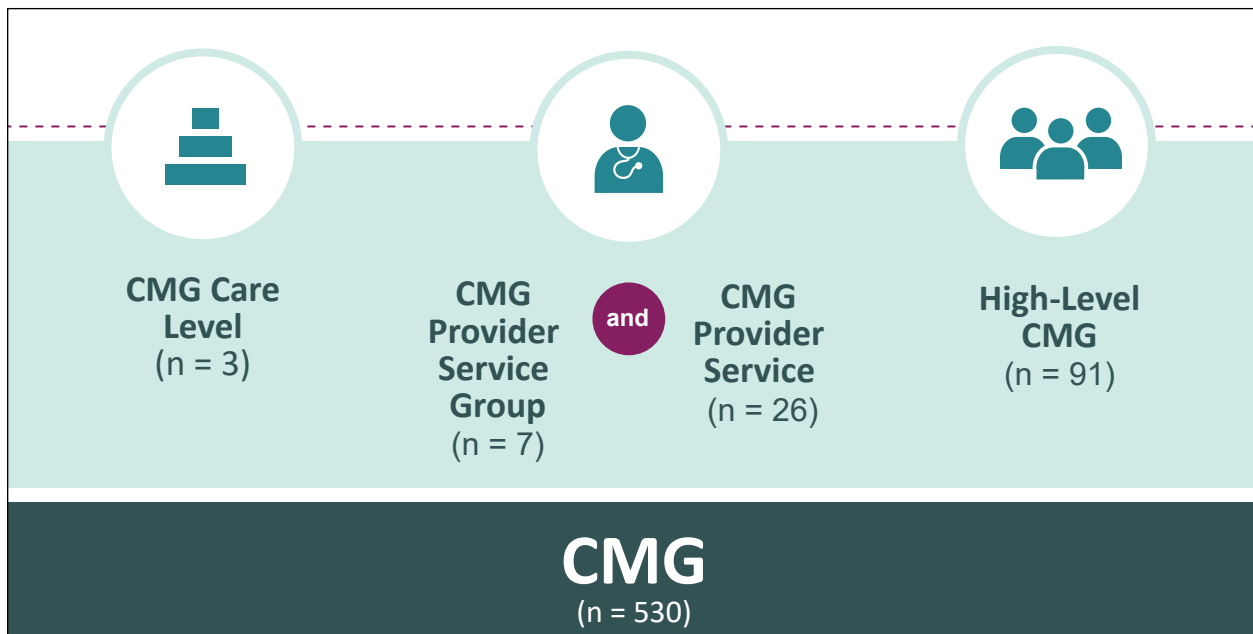 CMG Care
Level
(n = 3)
CMG
Provider
Service
Group
(n = 7)
and
CMG
Provider
Service
(n = 26)
High-Level
CMG
(n = 91)
CMG
(n = 530)